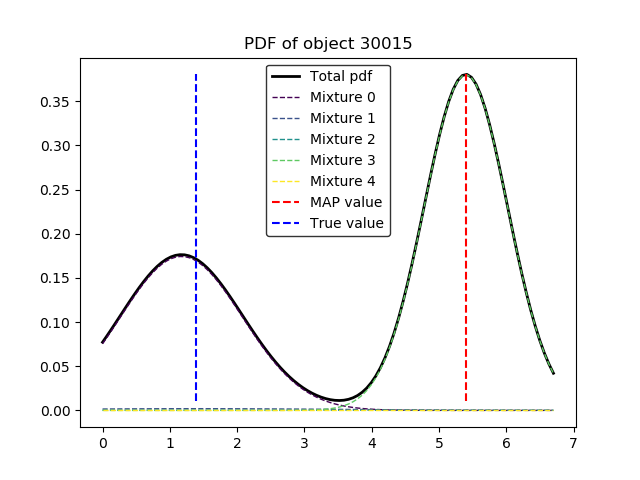 PDF of object 30015
Total pdf
Mixture 0
Mixture 1
Mixture 2
Mixture 3
Mixture 4
MAP value
True value
0.35
0.30
0.25
0.20
0.15
0.10
0.05
0.00
0 1 2 3 4 5 6 7